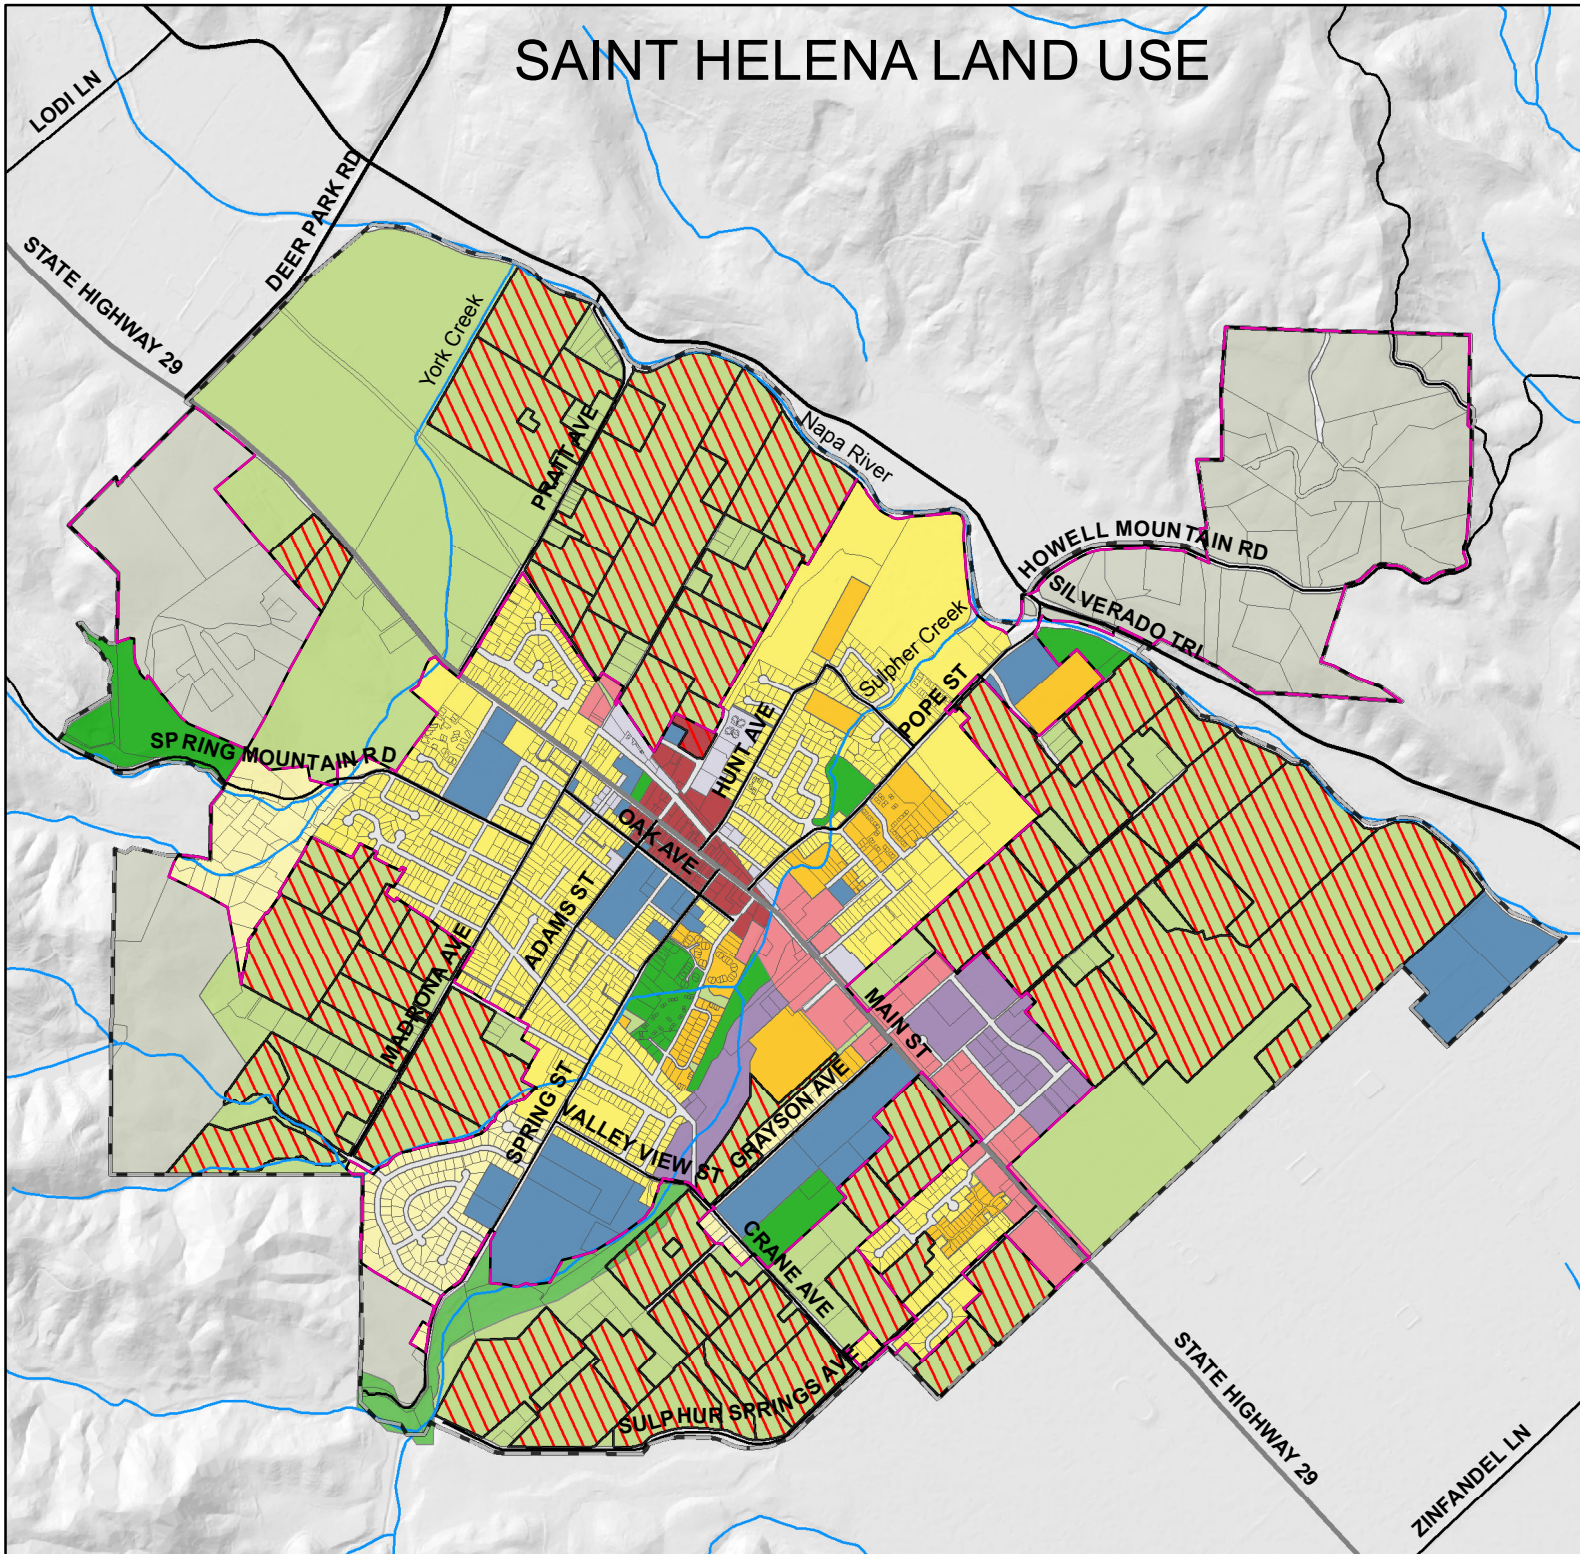 SAINT HELENA LAND USE
LODI LN
DEER PARK RD
STATE HIGHWAY 29
York Creek
PRATT AVE
Napa River
HOWELL MOUNTAIN RD
SILVERADO TRL
Sulpher Creek
POPE ST
HUNT AVE
SPRING MOUNTAIN RD
OAK AVE
ADAMS ST
MADRONA AVE
MAIN ST
SPRING ST
VALLEY VIEW ST
GRAYSON AVE
CRANE AVE
SULPHUR SPRINGS AVE
STATE HIGHWAY 29
ZINFANDEL LN